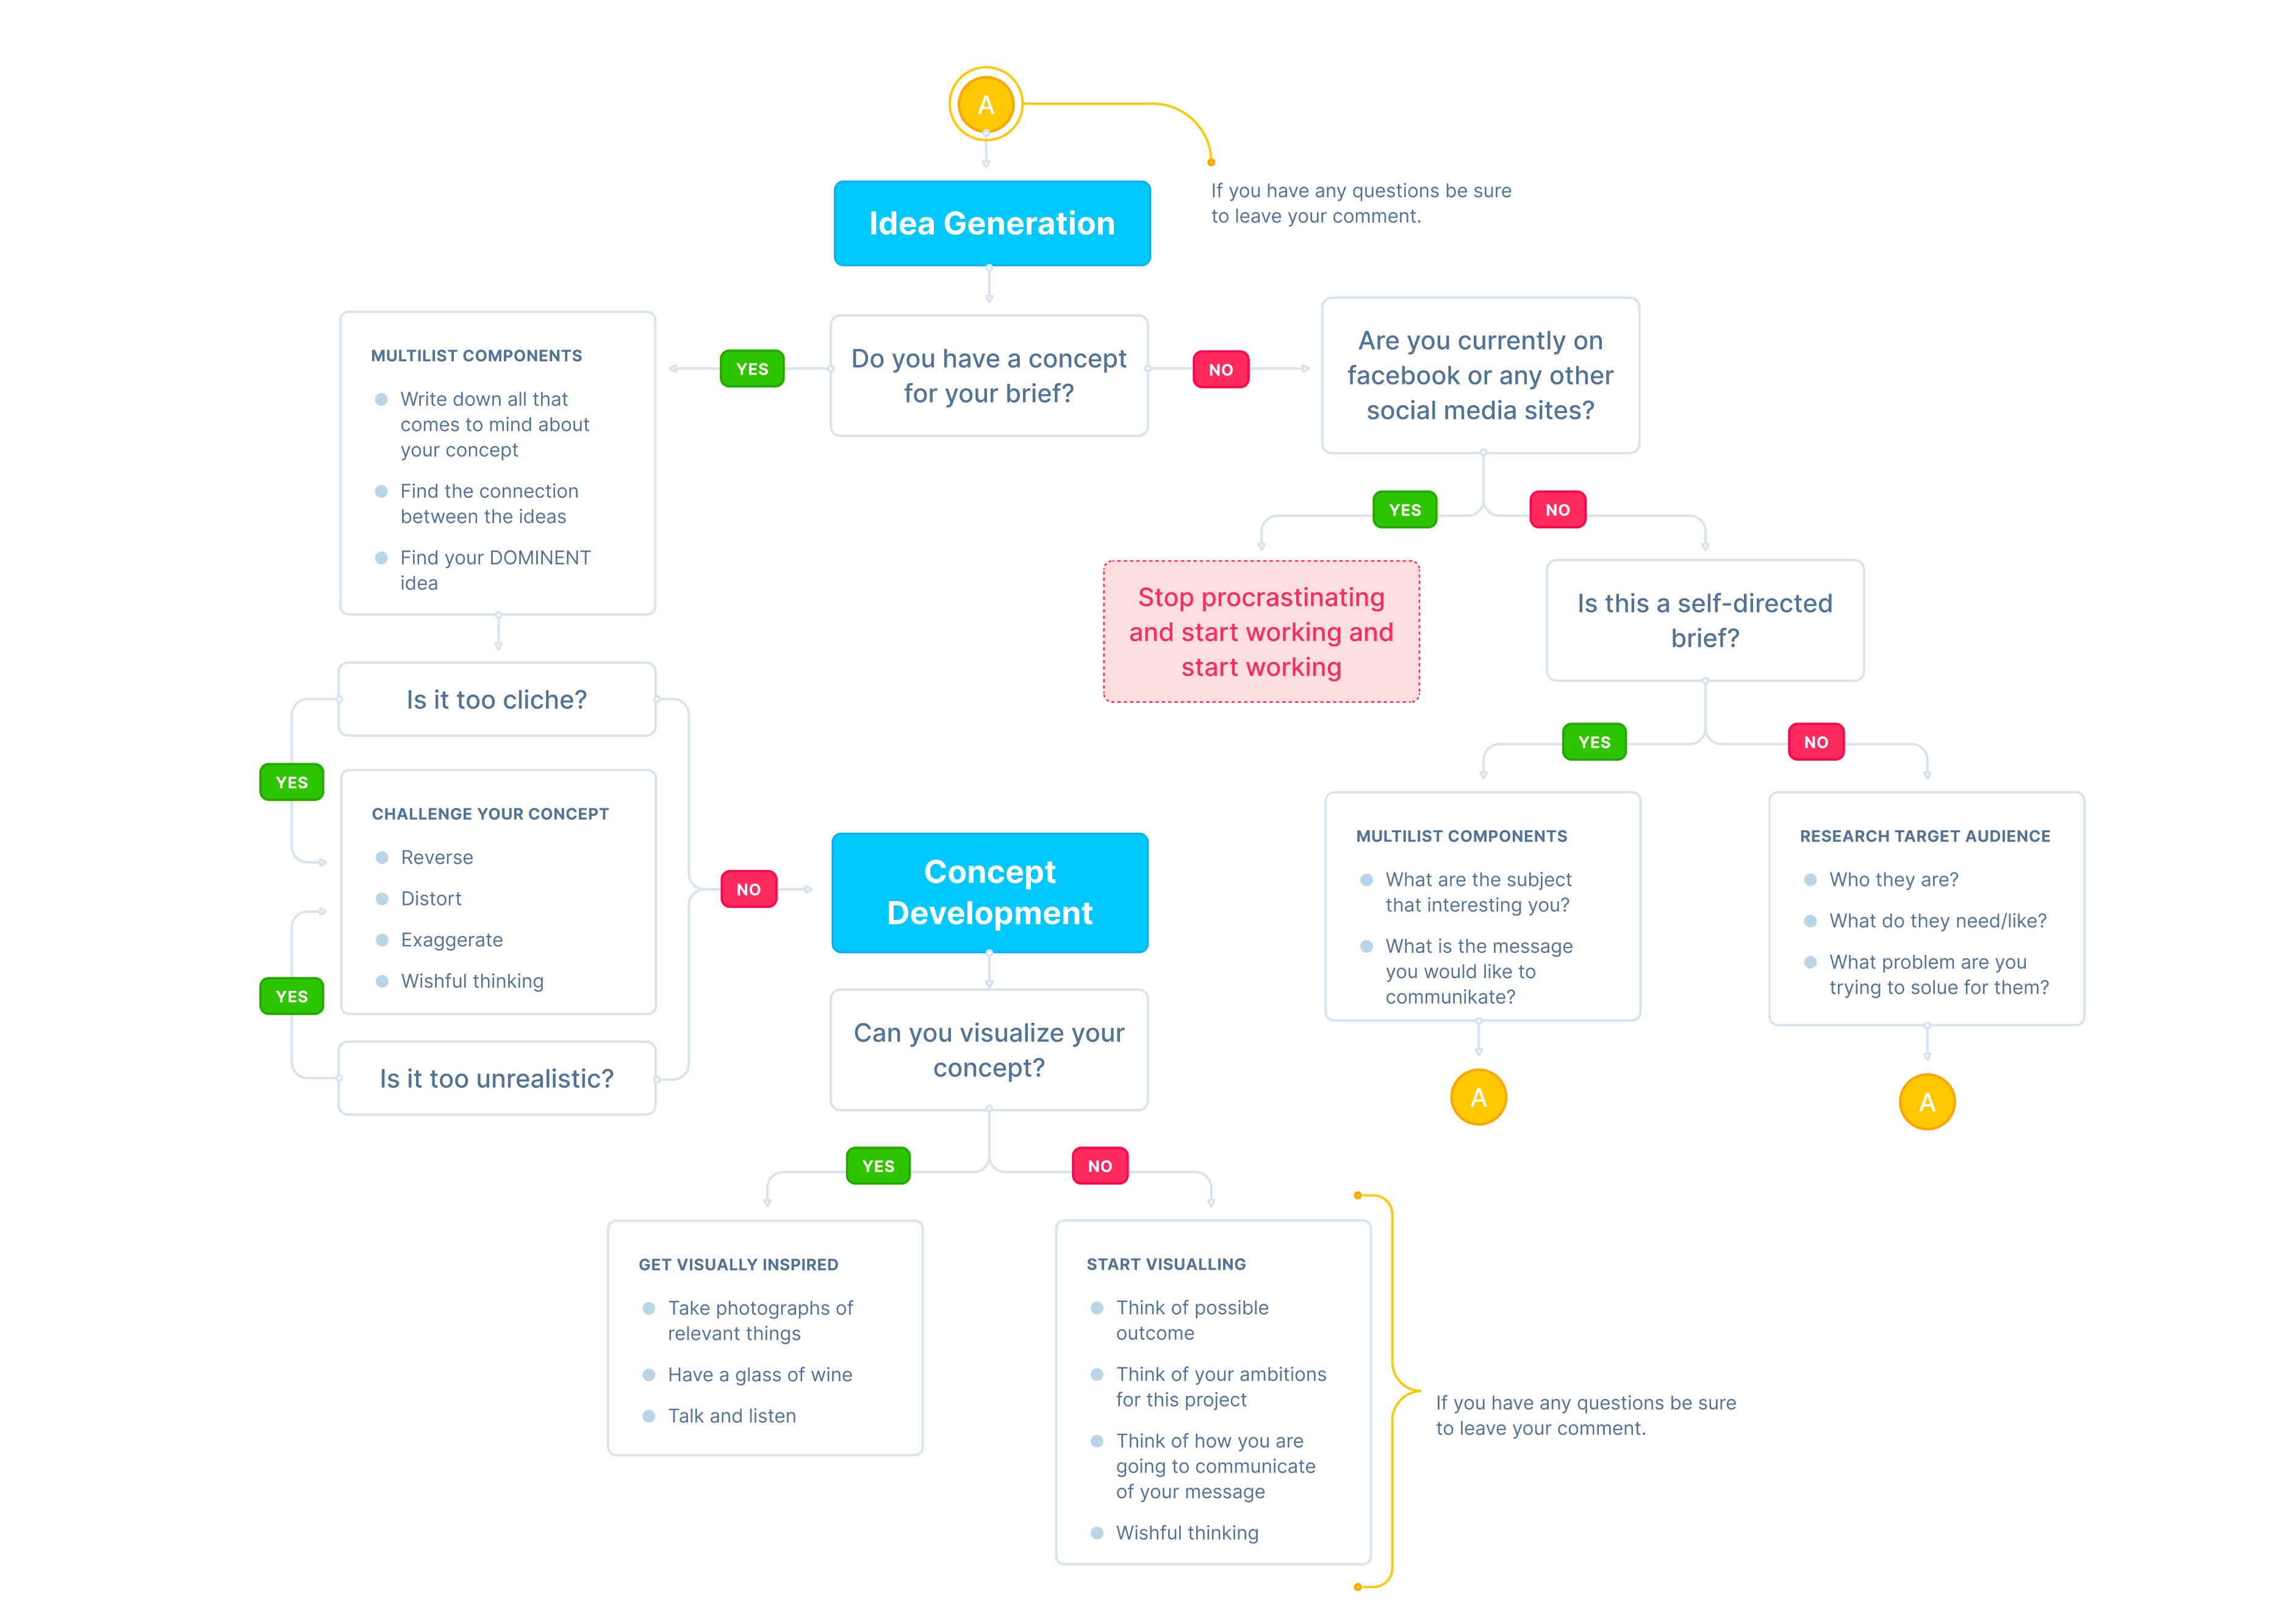 A
If you have any questions be sure
to leave your comment.
Idea Generation
Do you have a concept
for your brief?
YES
NO
MULTILIST COMPONENTS
Write down all that
comes to mind about
your concept
Find the connection
between the ideas
Find your DOMINENT
idea
Are you currently on
facebook or any other
social media sites?
YES
NO
Stop procrastinating
and start working and
start working
Is this a self-directed
brief?
YES
NO
MULTILIST COMPONENTS
What are the subject
that interesting you?
What is the message
you would like to
communikate?
A
RESEARCH TARGET AUDIENCE
Who they are?
What do they need/like?
What problem are you
trying to solue for them?
A
Is it too cliche?
YES
CHALLENGE YOUR CONCEPT
Reverse
Distort
Exaggerate
Wishful thinking
YES
Is it too unrealistic?
NO
Concept
Development
Can you visualize your
concept?
YES
NO
GET VISUALLY INSPIRED
Take photographs of
relevant things
Have a glass of wine
Talk and listen
START VISUALLING
Think of possible
outcome
Think of your ambitions
for this project
Think of how you are
going to communicate
of your message
Wishful thinking
If you have any questions be sure
to leave your comment.